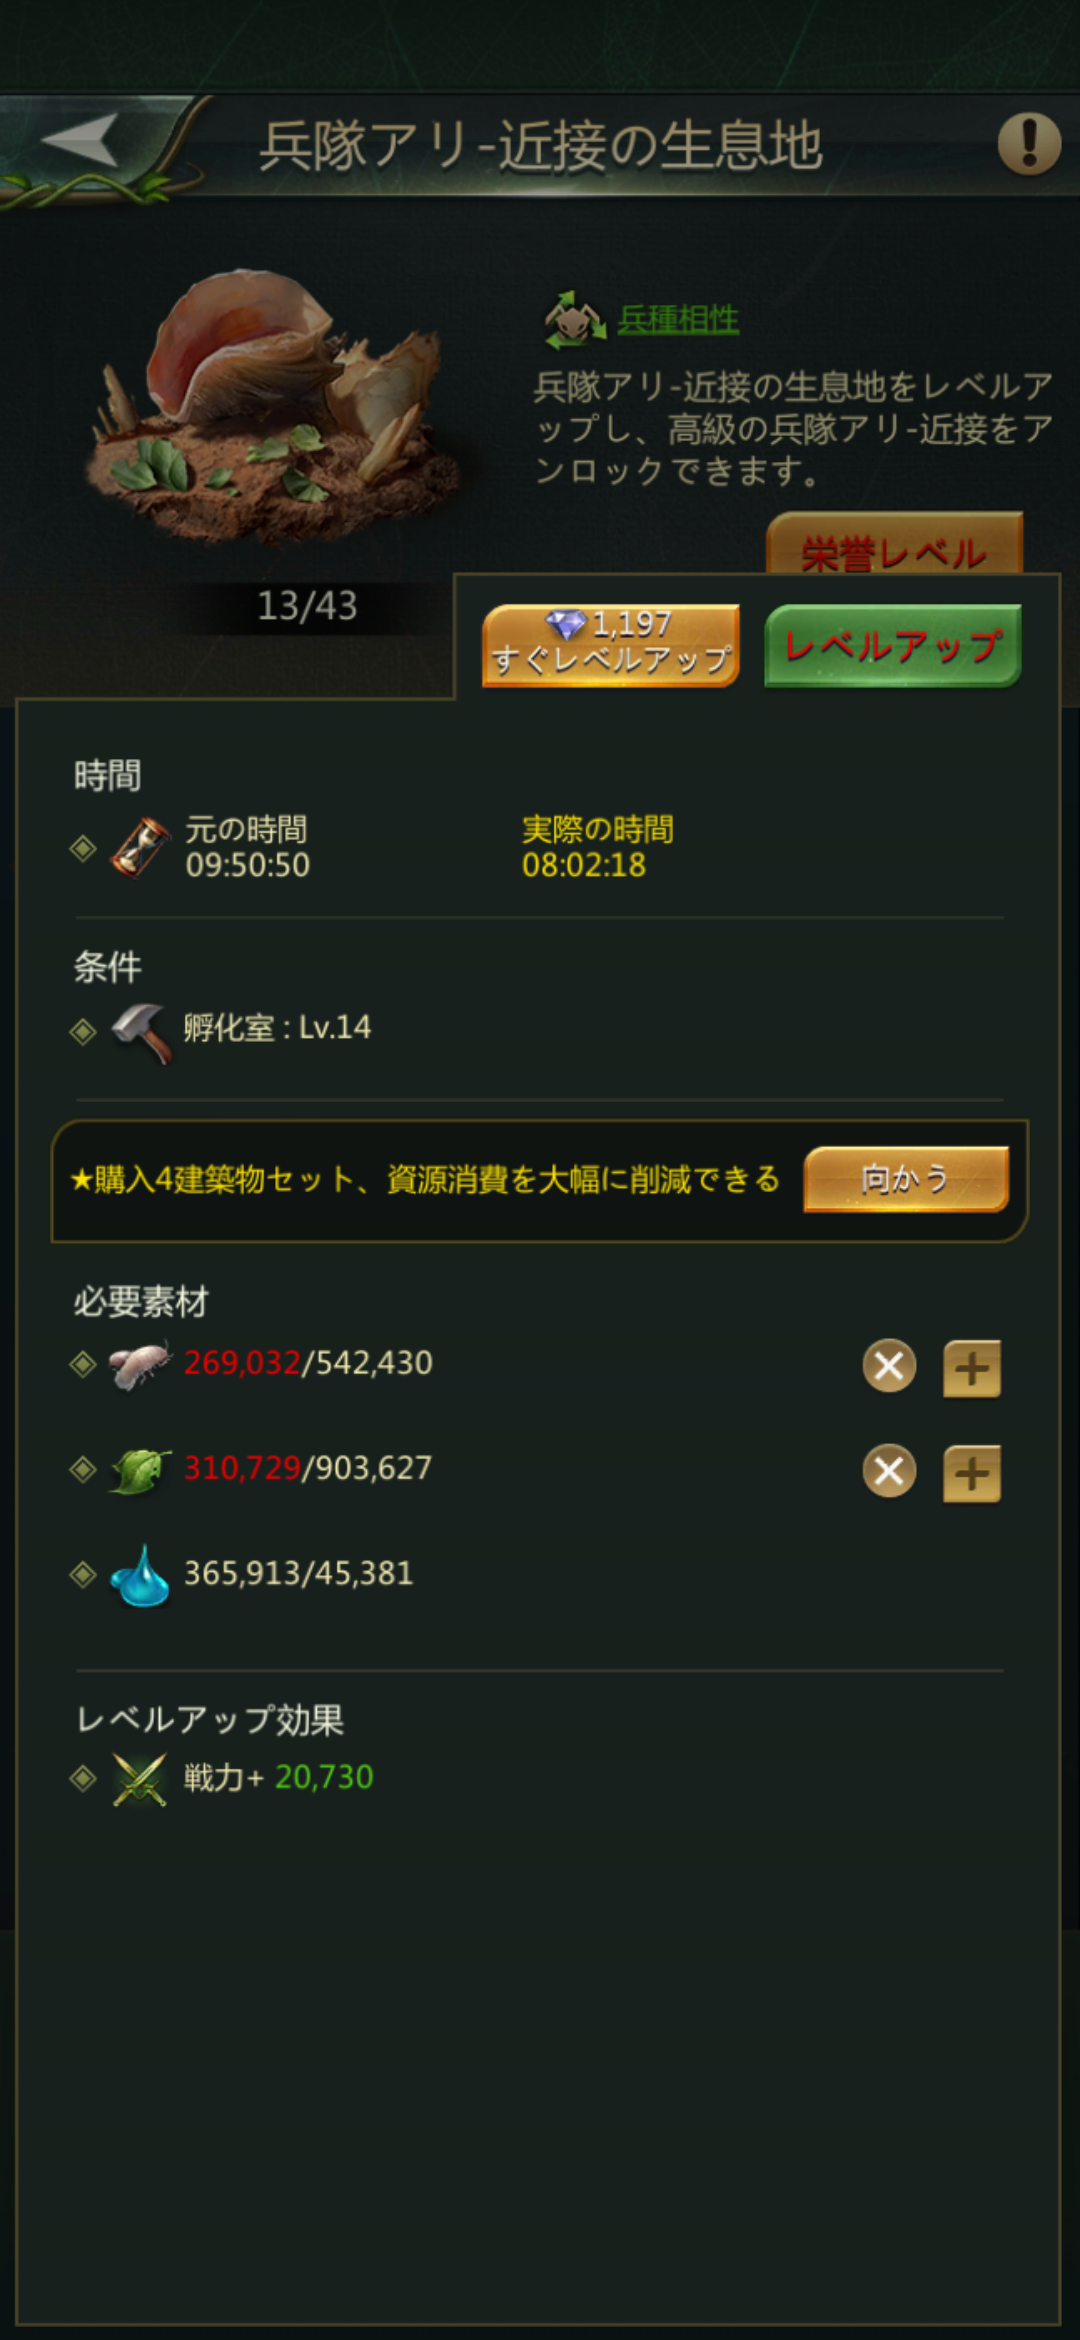 兵隊アリ-近接の生息地
兵種相性
兵隊アリ-近接の生息地をレベルア
ップし、高級の兵隊アリ-近接をア
ンロックできます。
栄誉レベル
13/43
1,197
すぐレベルアップ
レベルアップ
時間
元の時間
09:50:50
実際の時間
08:02:18
条件
孵化室 : Lv.14
★購入4建築物セット、資源消費を大幅に削減できる
向かう
必要素材
269,032/542,430
310,729/903,627
365,913/45,381
レベルアップ効果
戦力+ 20,730